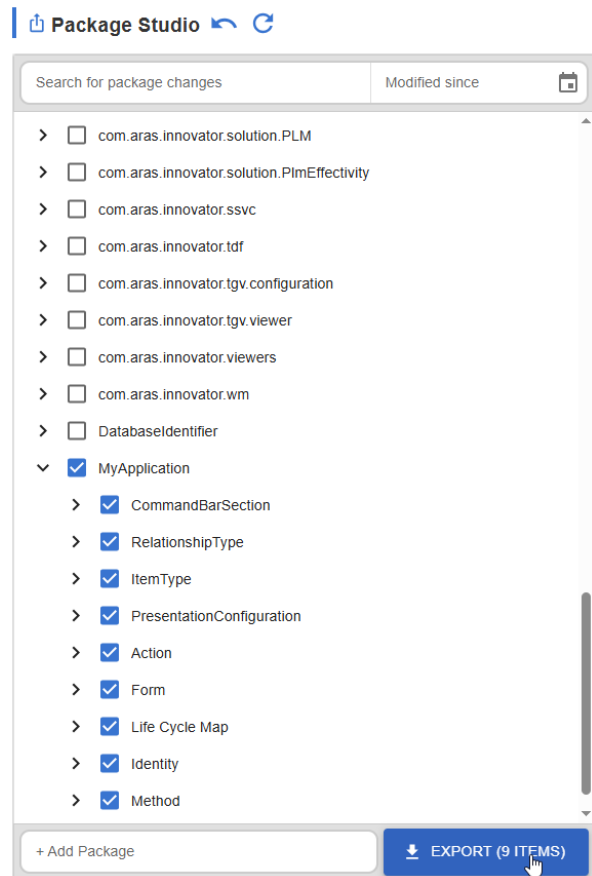 Package Studio
Search for package changes
Modified since
com.aras.innovator.solution.PLM
com.aras.innovator.solution.PlmEffectivity
com.aras.innovator.ssvc
com.aras.innovator.tdf
com.aras.innovator.tgv.configuration
com.aras.innovator.tgv.viewer
com.aras.innovator.viewers
com.aras.innovator.wm
DatabaseIdentifier
MyApplication
CommandBarSection
RelationshipType
ItemType
PresentationConfiguration
Action
Form
Life Cycle Map
Identity
Method
+ Add Package
EXPORT (9 ITEMS)